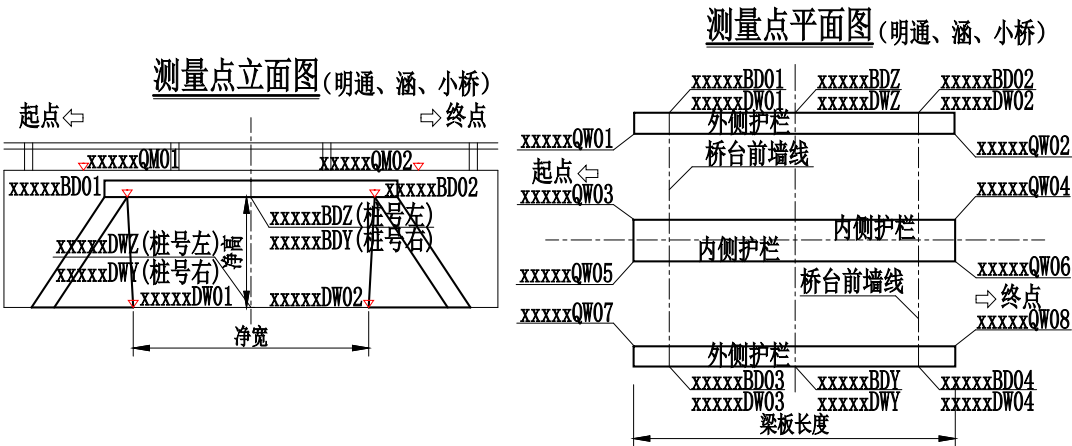 测量点立面图(明通、涵、小桥)
起点
终点
xxxxxQM01
xxxxxQM02
xxxxxBD01
xxxxxBD02
xxxxxBDZ(桩号左)
xxxxxBDY(桩号右)
xxxxxDWZ(桩号左)
xxxxxDWY(桩号右)
净高
xxxxxDW01
xxxxxDW02
净宽
测量点平面图(明通、涵、小桥)
xxxxxBD01
xxxxxDW01
xxxxxBDZ
xxxxxDWZ
xxxxxBD02
xxxxxDW02
外侧护栏
xxxxxQW01
xxxxxQW02
桥台前墙线
起点
xxxxxQW03
xxxxxQW04
内侧护栏
内侧护栏
xxxxxQW05
xxxxxQW06
桥台前墙线
终点
xxxxxQW07
xxxxxQW08
外侧护栏
xxxxxBD03
xxxxxDW03
xxxxxBDY
xxxxxDWY
xxxxxBD04
xxxxxDW04
梁板长度